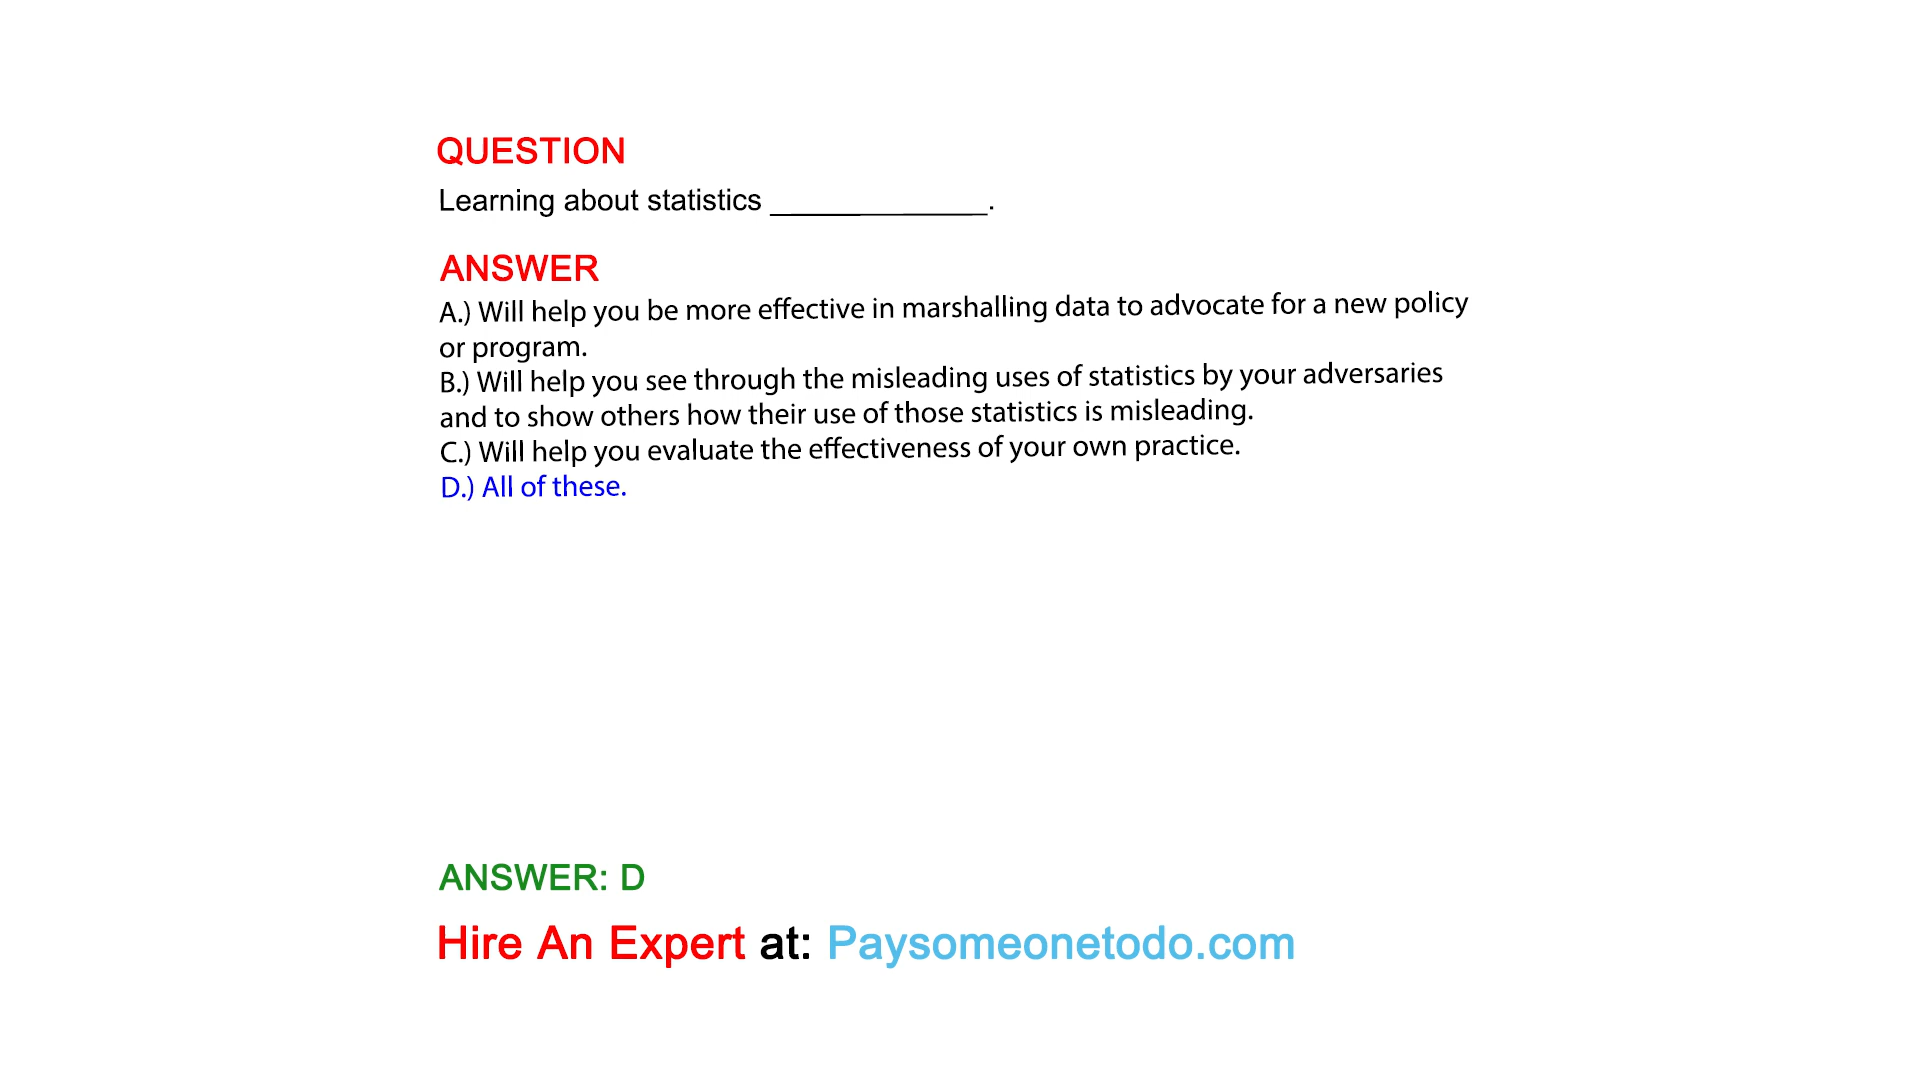 QUESTION
Learning about statistics ______________.
ANSWER
A.) Will help you be more effective in marshalling data to advocate for a new policy
or program.
B.) Will help you see through the misleading uses of statistics by your adversaries
and to show others how their use of those statistics is misleading.
C.) Will help you evaluate the effectiveness of your own practice.
D.) All of these.
ANSWER: D
Hire An Expert at: Paysomeonetodo.com